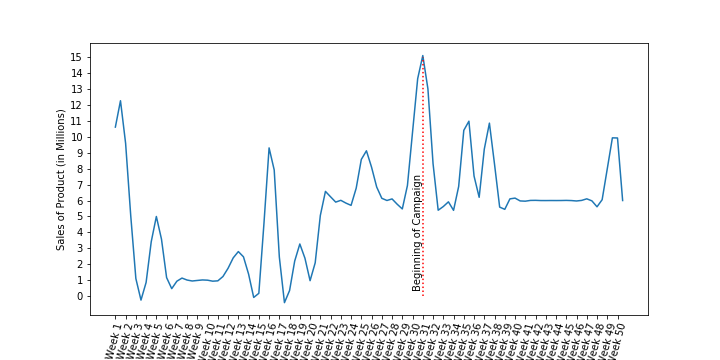 15
14
13
12
11
10
9
8
7
6
5
4
3
2
1
0
Sales of Product (in Millions)
Beginning of Campaign
Week 1
Week 2
Week 3
Week 4
Week 5
Week 6
Week 7
Week 8
Week 9
Week 10
Week 11
Week 12
Week 13
Week 14
Week 15
Week 16
Week 17
Week 18
Week 19
Week 20
Week 21
Week 22
Week 23
Week 24
Week 25
Week 26
Week 27
Week 28
Week 29
Week 30
Week 31
Week 32
Week 33
Week 34
Week 35
Week 36
Week 37
Week 38
Week 39
Week 40
Week 41
Week 42
Week 43
Week 44
Week 45
Week 46
Week 47
Week 48
Week 49
Week 50